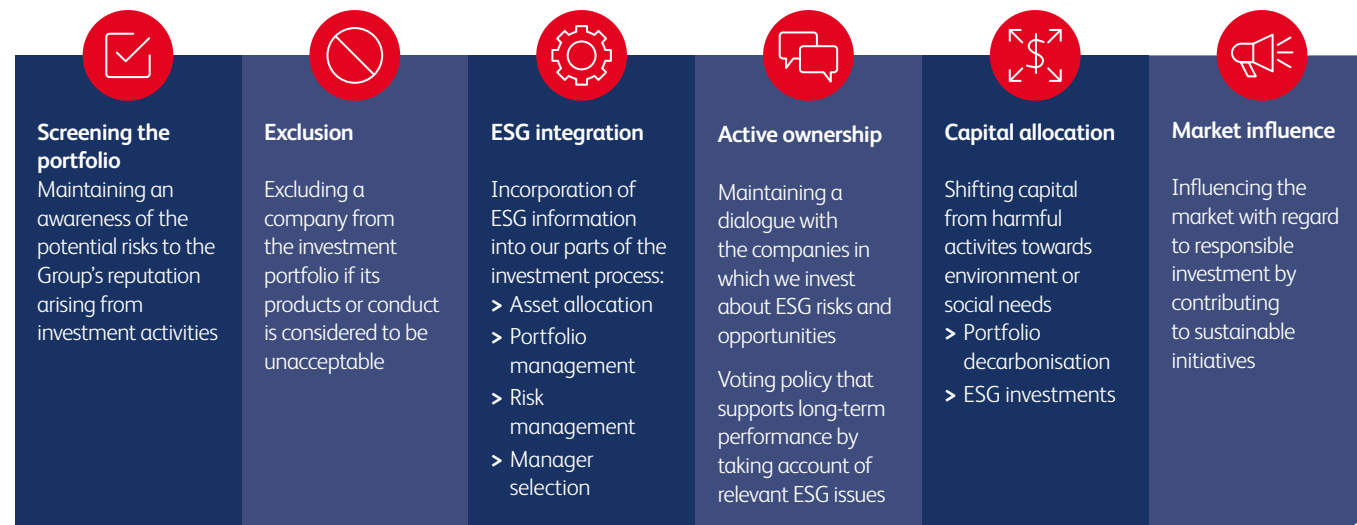 Screening the
portfolio
Maintaining an
awareness of the
potential risks to the
Group's reputation
arising from
investment activities
Exclusion
Excluding a
company from
the investment
portfolio if its
products or conduct
is considered to be
unacceptable
ESG integration
Incorporation of
ESG information
into our parts of the
investment process:
> Asset allocation
> Portfolio
management
> Risk
management
> Manager
selection
Active ownership
Maintaining a
dialogue with
the companies in
which we invest
about ESG risks and
opportunities
Voting policy that
supports long-term
performance by
taking account of
relevant ESG issues
$
Capital allocation
Shifting capital
from harmful
activites towards
environment or
social needs
> Portfolio
decarbonisation
> ESG investments
Market influence
Influencing the
market with regard
to responsible
investment by
contributing
to sustainable
initiatives